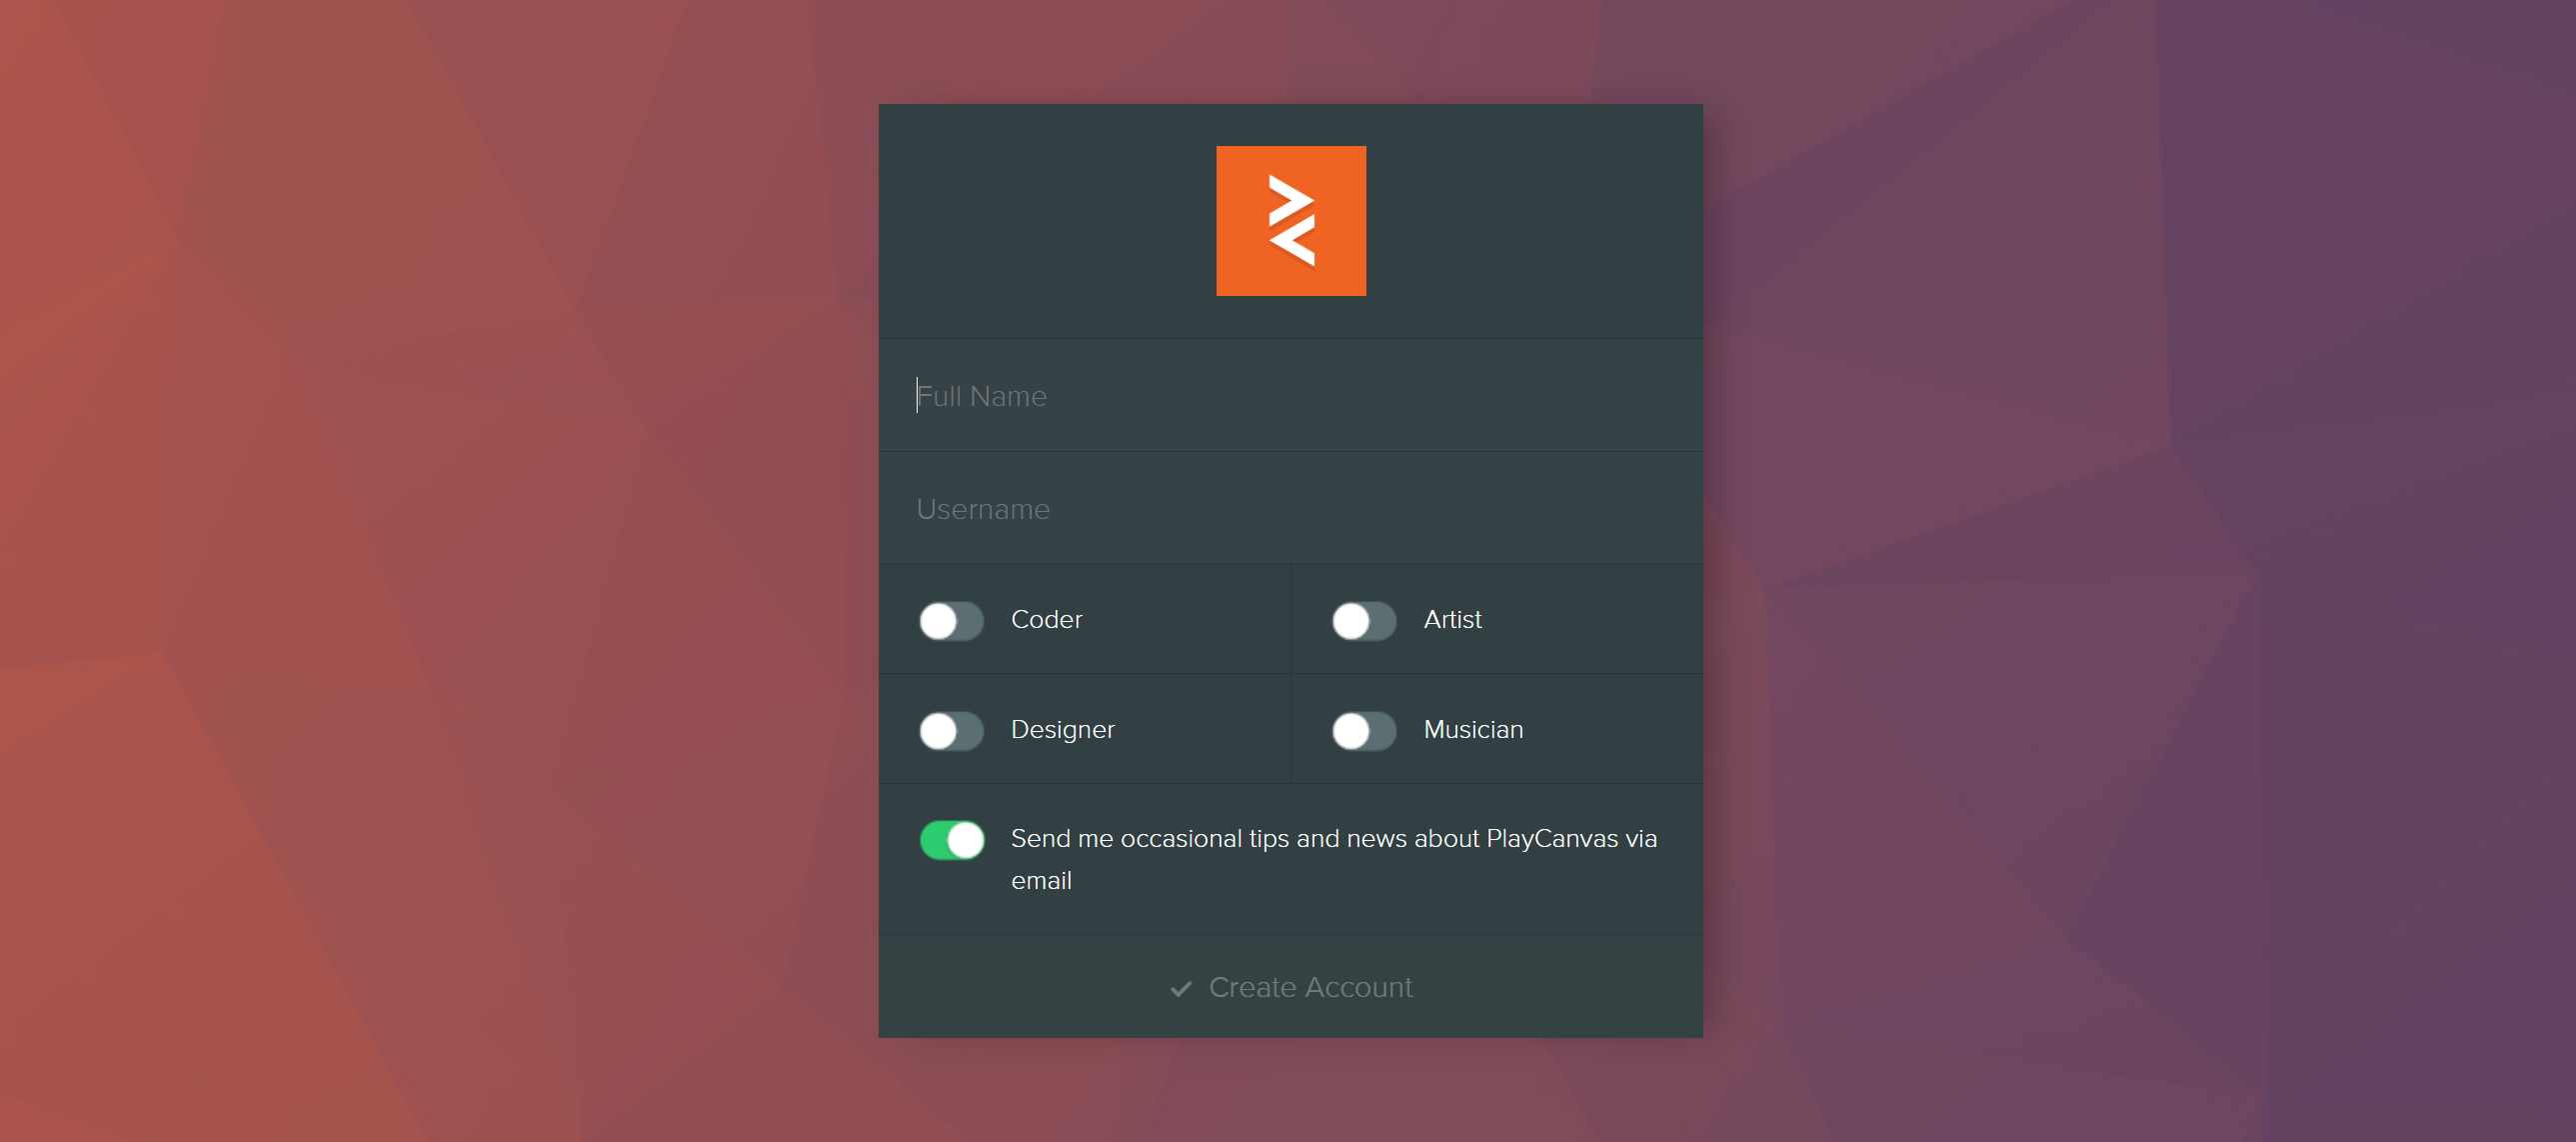 Full Name
Username
Coder
Artist
Designer
Musician
Send me occasional tips and news about PlayCanvas via
email
Create Account